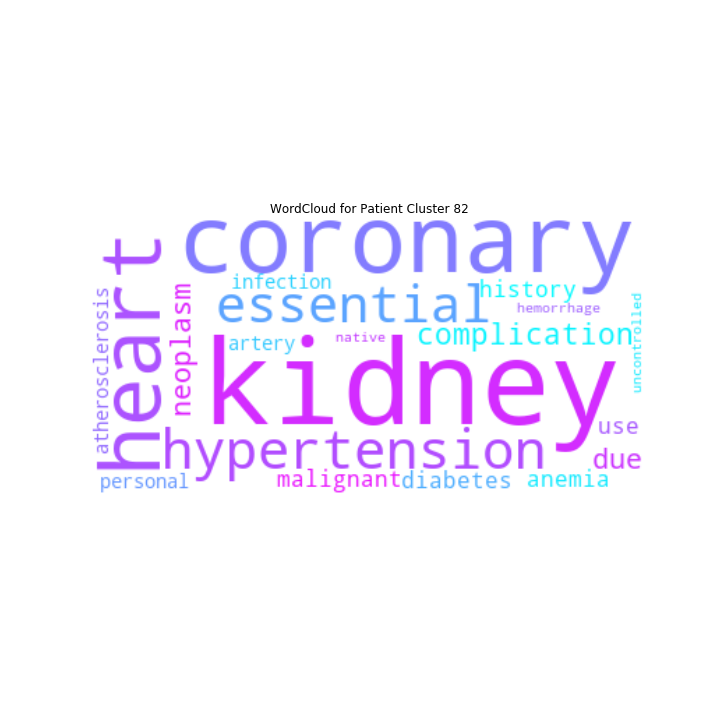 WordCloud for Patient Cluster 82
coronary
heart
infection
essential
history
hemorrhage
uncontrolled
atherosclerosis
neoplasm
artery
native
complication
kidney
use
hypertension
due
personal
malignant
diabetes
anemia